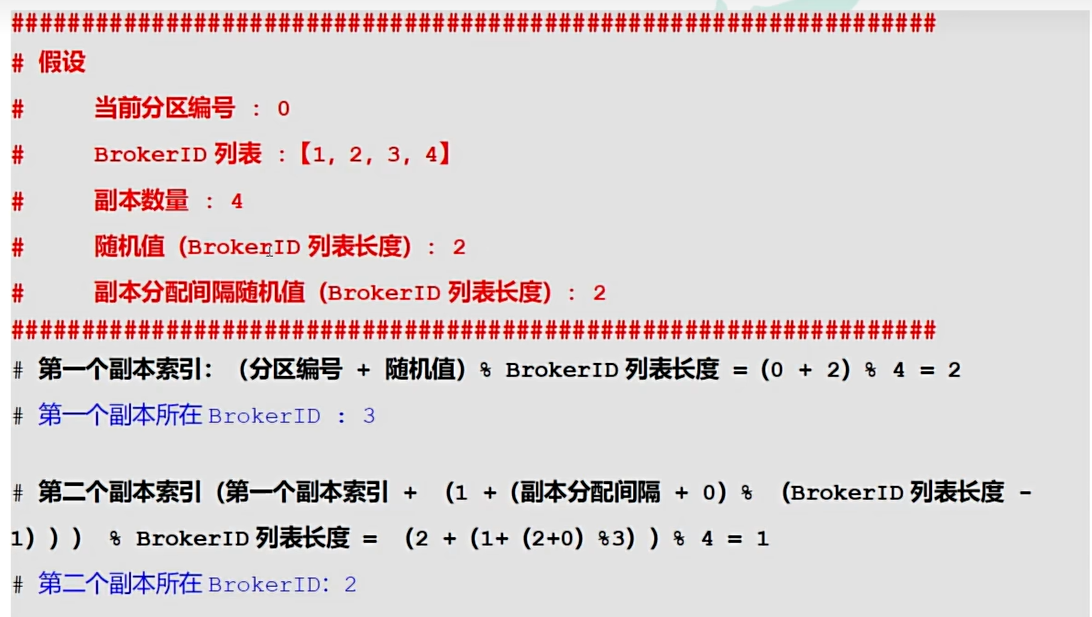 ##################################################################
# 假设
#     当前分区编号 : 0
#     BrokerID 列表 :【1, 2, 3, 4】
#     副本数量 : 4
#     随机值（BrokerID 列表长度）: 2
#     副本分配间隔随机值（BrokerID 列表长度）: 2
##################################################################
# 第一个副本索引：（分区编号 + 随机值）% BrokerID 列表长度 =（0 + 2）% 4 = 2
# 第一个副本所在 BrokerID : 3
# 第二个副本索引（第一个副本索引 + （1 +（副本分配间隔 + 0）% （BrokerID 列表长度 -
1））） % BrokerID 列表长度 = （2 +（1+（2+0）%3））% 4 = 1
# 第二个副本所在 BrokerID：2